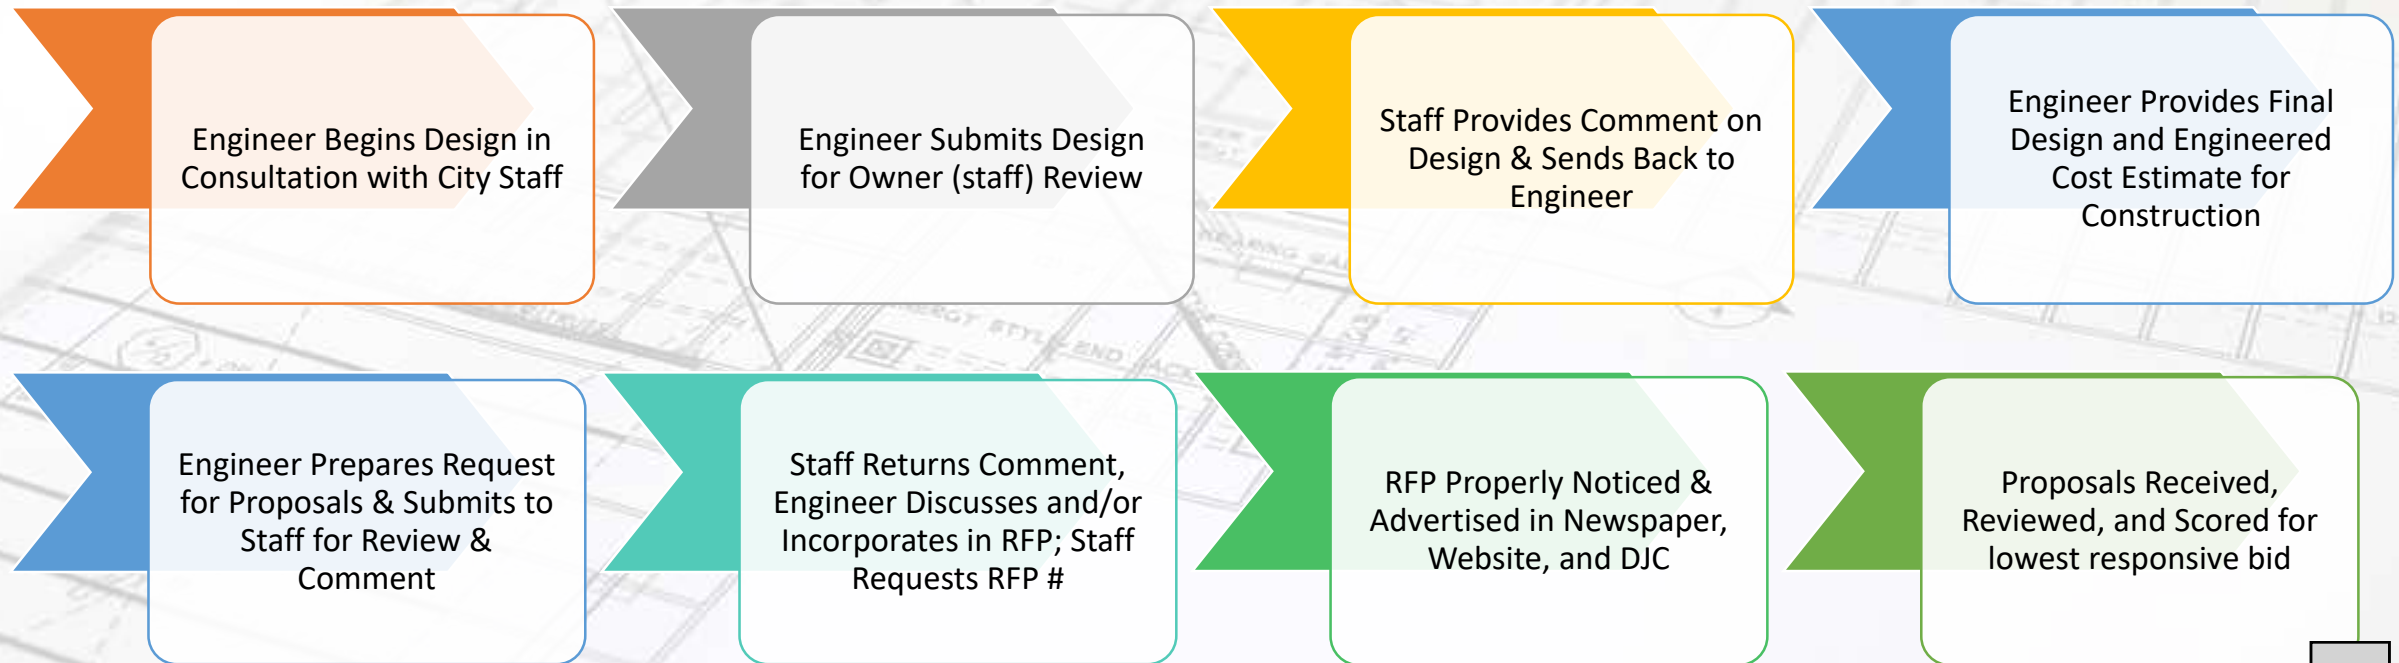 Engineer Begins Design in
Consultation with City Staff
Engineer Submits Design
for Owner (staff) Review
Staff Provides Comment on
Design & Sends Back to
Engineer
Engineer Provides Final
Design and Engineered
Cost Estimate for
Construction
Engineer Prepares Request
for Proposals & Submits to
Staff for Review &
Comment
Staff Returns Comment,
Engineer Discusses and/or
Incorporates in RFP; Staff
Requests RFP #
RFP Properly Noticed &
Advertised in Newspaper,
Website, and DJC
Proposals Received,
Reviewed, and Scored for
lowest responsive bid